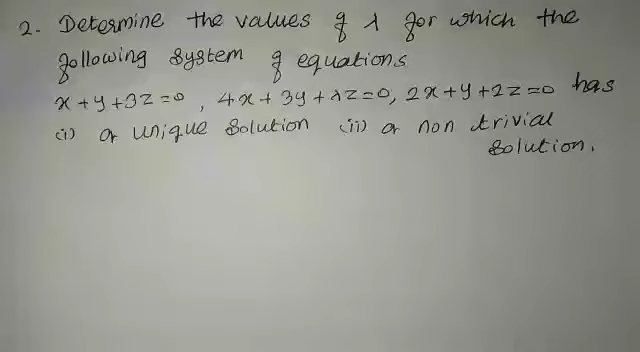 2. Determine the values of λ for which the
following system of equations
x+y+3z=0, 4x+3y+λz=0, 2x+y+2z=0 has
(i) a unique solution (ii) a non trivial
solution.